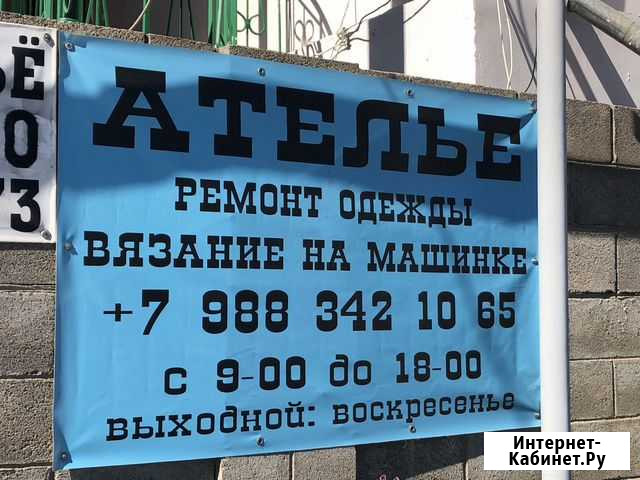 Ё
О
73
АТЕЛЬЕ
РЕМОНТ ОДЕЖДЫ
ВЯЗАНИЕ НА МАШИНКЕ
+7 988 342 10 65
с 9-00 до 18-00
выходной: воскресенье
Интернет-
Кабинет.Ру